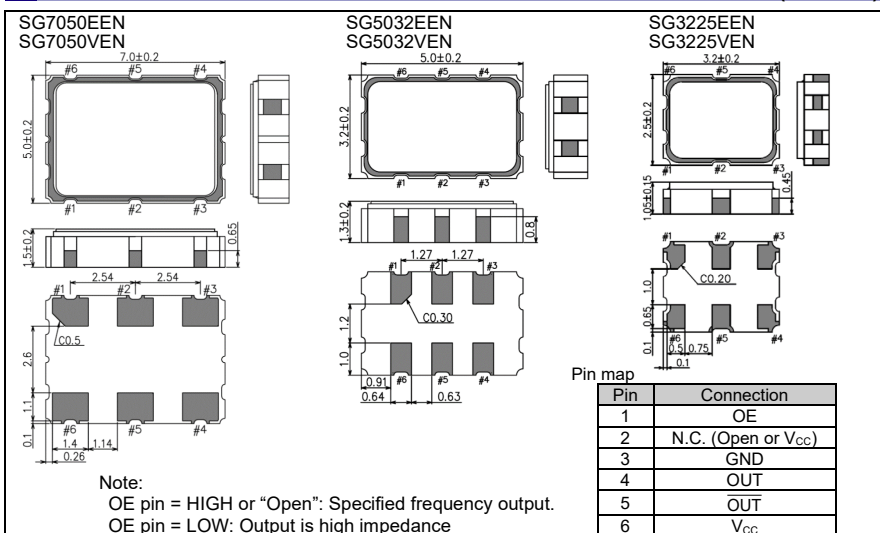 SG7050EEN
SG7050VEN
7.0±0.2
#6 #5 #4
5.0±0.2
#1 #2 #3
1.5±0.2
0.65
2.54 2.54
#1 #2 #3
C0.5
2.6
1.1
0.1
#6 #5 #4
1.4 1.14
0.26
SG5032EEN
SG5032VEN
5.0±0.2
#6 #5 #4
3.2±0.2
#1 #2 #3
1.3±0.2
0.8
1.27 1.27
#1 #2 #3
C0.30
1.2
1.0
0.91 #6 #5 #4
0.64 0.63
SG3225EEN
SG3225VEN
3.2±0.2
#6 #5 #4
2.5±0.2
#1 #2 #3
1.05±0.15
0.45
#1 #2 #3
C0.20
1.0
0.65
0.1
#6 #5 #4
0.5 0.75
0.1
Pin map
Pin Connection
1 OE
2 N.C. (Open or VCC)
3 GND
4 OUT
5 OUT
6 VCC
Note:
OE pin = HIGH or “Open”: Specified frequency output.
OE pin = LOW: Output is high impedance